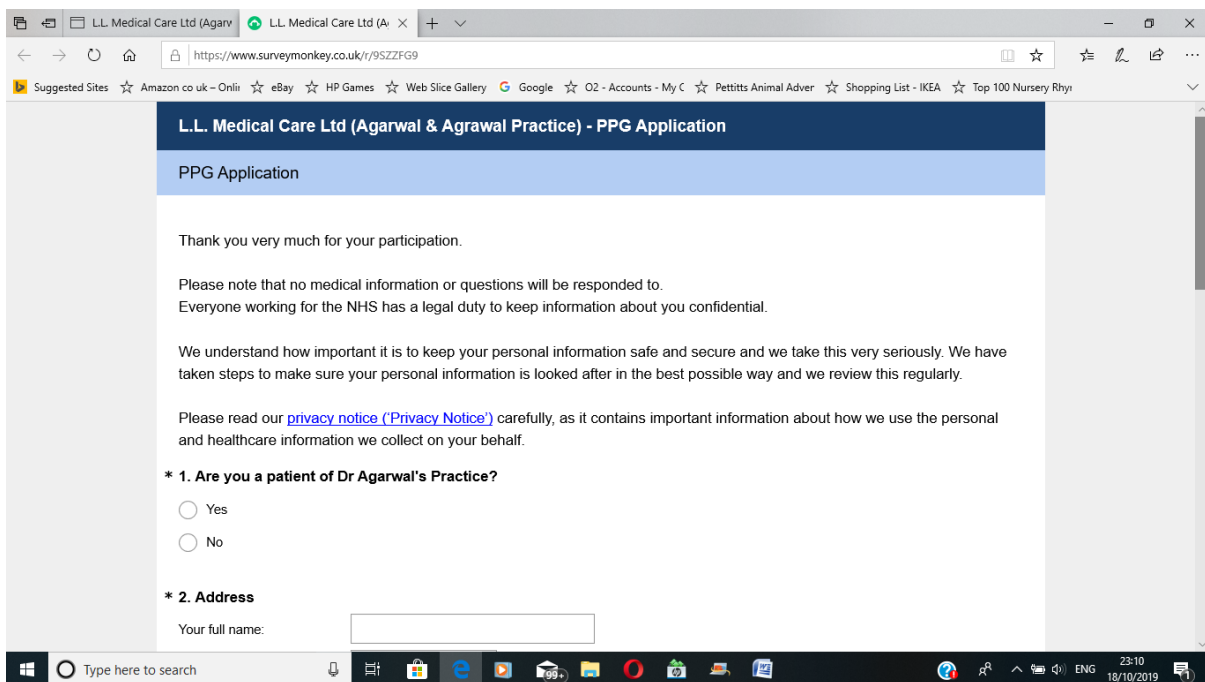 L.L. Medical Care Ltd (Agarw
L.L. Medical Care Ltd (A
https://www.surveymonkey.co.uk/r/9SZZFG9
Suggested Sites Amazon co uk – Onlin eBay HP Games Web Slice Gallery Google O2 - Accounts - My C Pettitts Animal Adver Shopping List - IKEA Top 100 Nursery Rhy
L.L. Medical Care Ltd (Agarwal & Agrawal Practice) - PPG Application
PPG Application
Thank you very much for your participation.
Please note that no medical information or questions will be responded to.
Everyone working for the NHS has a legal duty to keep information about you confidential.
We understand how important it is to keep your personal information safe and secure and we take this very seriously. We have
taken steps to make sure your personal information is looked after in the best possible way and we review this regularly.
Please read our privacy notice (‘Privacy Notice’) carefully, as it contains important information about how we use the personal
and healthcare information we collect on your behalf.
* 1. Are you a patient of Dr Agarwal's Practice?
Yes
No
* 2. Address
Your full name:
Type here to search
99+
ENG
23:10
18/10/2019
1